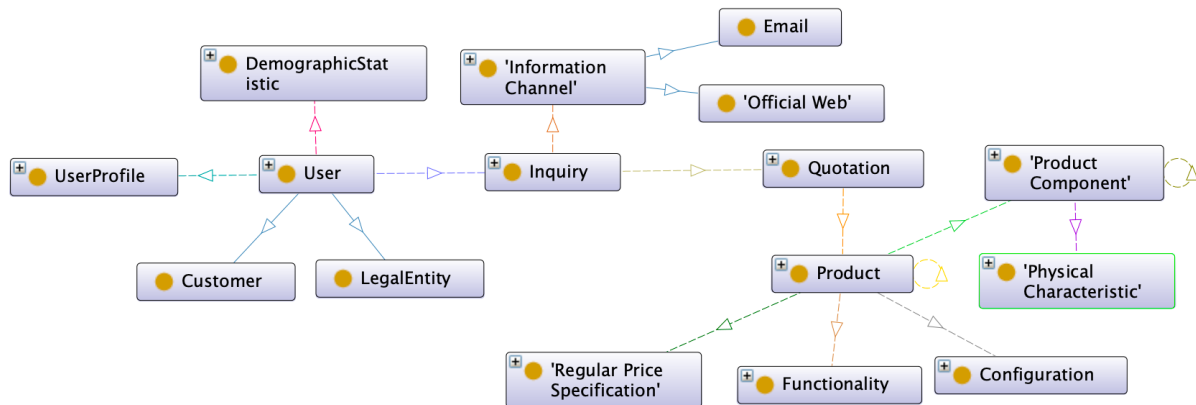 Email
DemographicStat
istic
'Information
Channel'
'Official Web'
UserProfile
User
Inquiry
Quotation
'Product
Component'
Customer
LegalEntity
Product
'Physical
Characteristic'
'Regular Price
Specification'
Functionality
Configuration